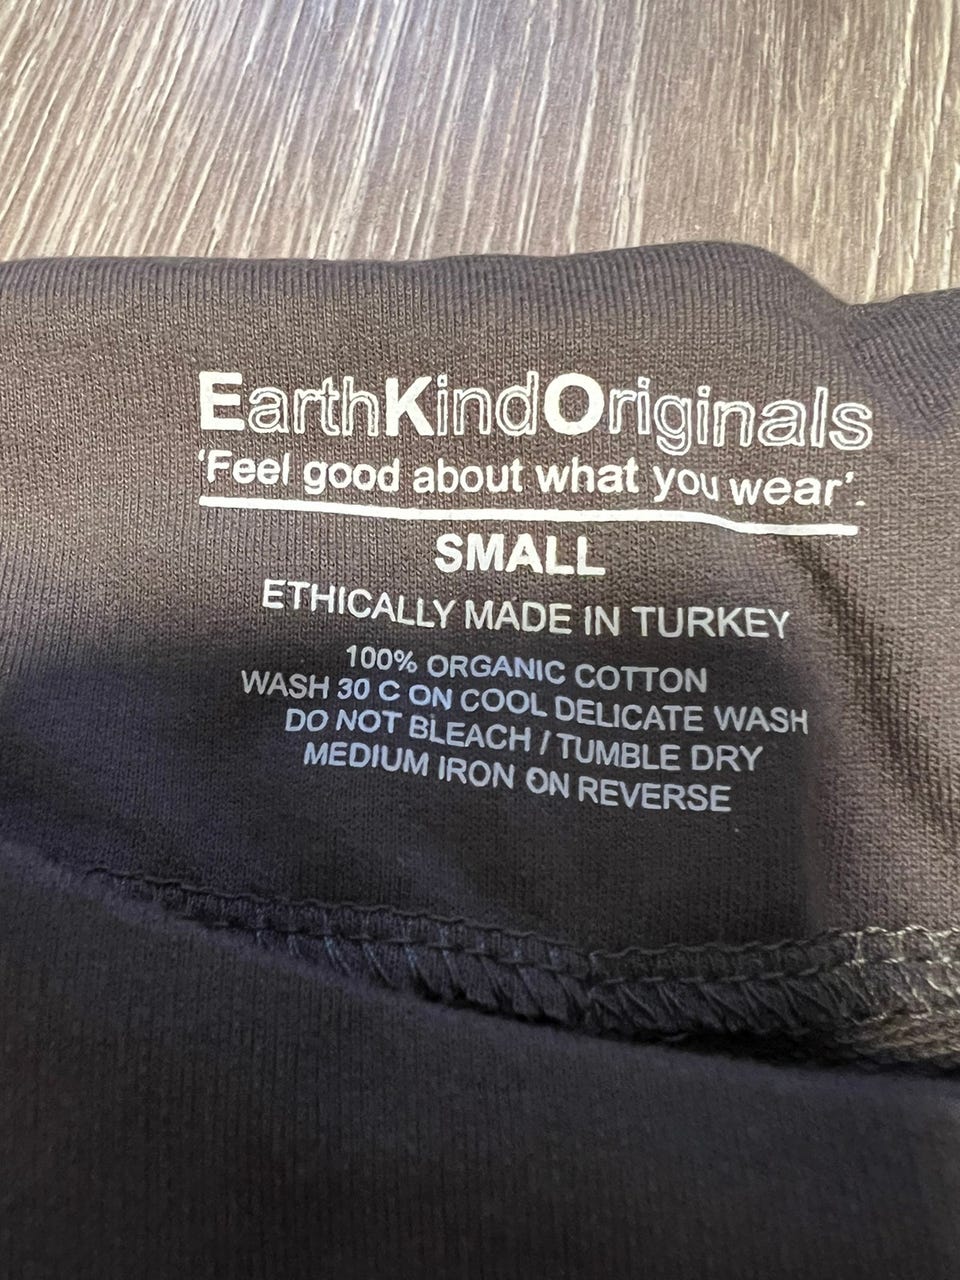 EarthKindOriginals
'Feel good about what you wear'.
SMALL
ETHICALLY MADE IN TURKEY
100% ORGANIC COTTON
WASH 30 C ON COOL DELICATE WASH
DO NOT BLEACH / TUMBLE DRY
MEDIUM IRON ON REVERSE